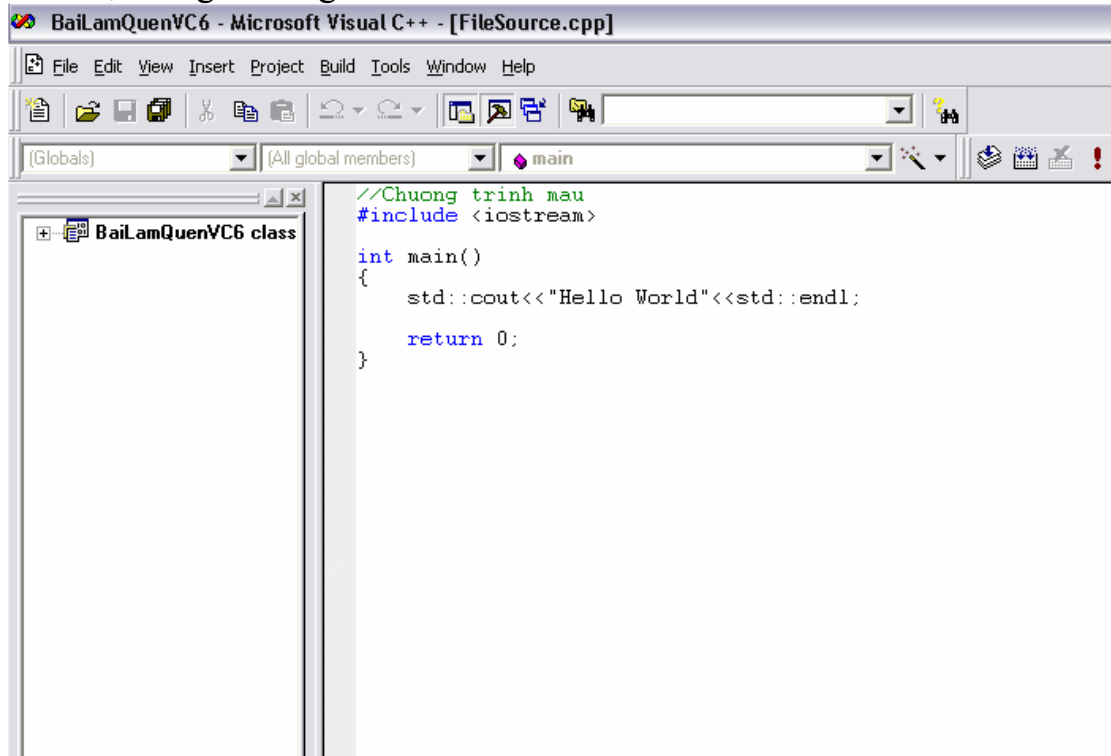 BaiLamQuenVC6 - Microsoft Visual C++ - [FileSource.cpp]
File Edit View Insert Project Build Tools Window Help
(Globals) (All global members) main
BaiLamQuenVC6 class
//Chuong trinh mau
#include <iostream>
int main()
{
std::cout<<"Hello World"<<std::endl;
return 0;
}